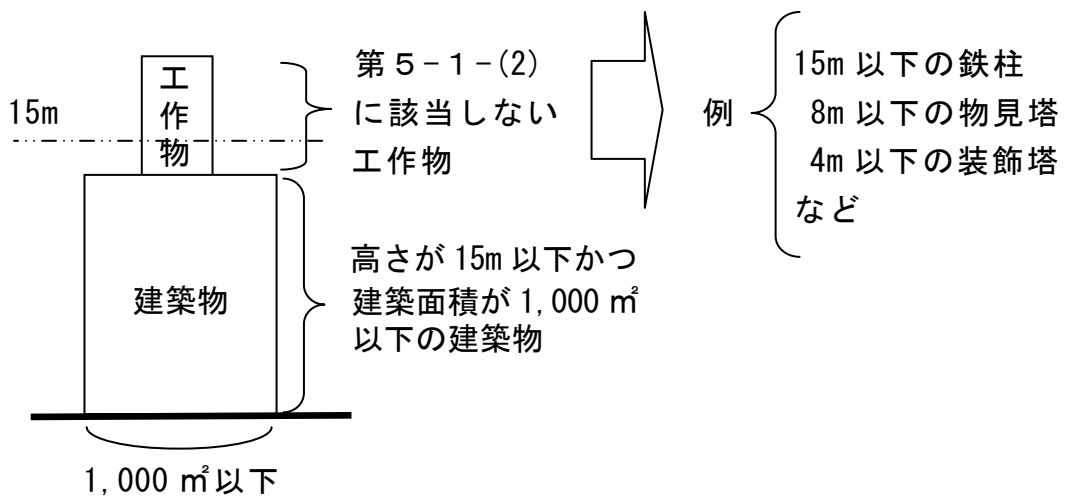 15m
工
作
物
第５-１-(2)
に該当しない
工作物
例
15m 以下の鉄柱
8m 以下の物見塔
4m 以下の装飾塔
など
建築物
高さが 15m 以下かつ
建築面積が 1,000 ㎡
以下の建築物
1,000 ㎡以下